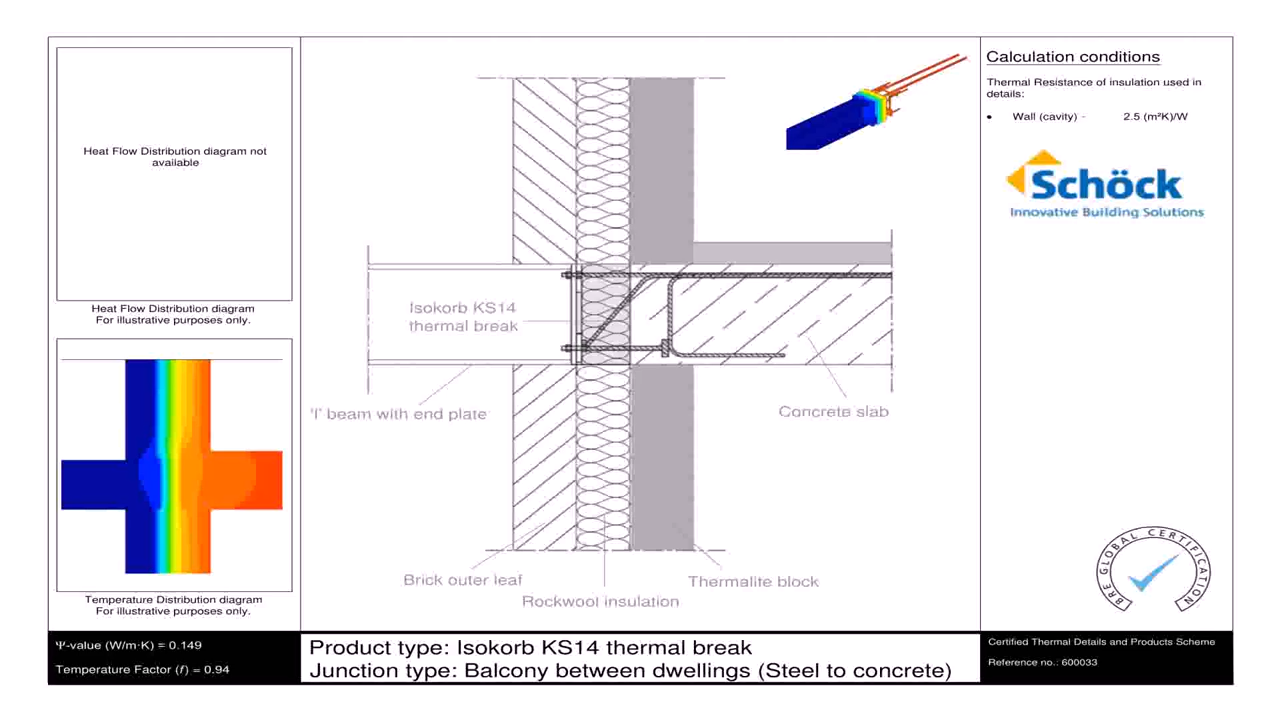 Heat Flow Distribution diagram not
available
Heat Flow Distribution diagram
For illustrative purposes only.
Temperature Distribution diagram
For illustrative purposes only.
Ψ-value (W/m·K) = 0.149
Temperature Factor (f) = 0.94
Isokorb KS14
thermal break
'I' beam with end plate
Concrete slab
Brick outer leaf
Rockwool insulation
Thermalite block
Product type: Isokorb KS14 thermal break
Junction type: Balcony between dwellings (Steel to concrete)
Calculation conditions
Thermal Resistance of insulation used in
details:
• Wall (cavity) - 2.5 (m²K)/W
Schöck
Innovative Building Solutions
BRE GLOBAL CERTIFICATION
Certified Thermal Details and Products Scheme
Reference no.: 600033